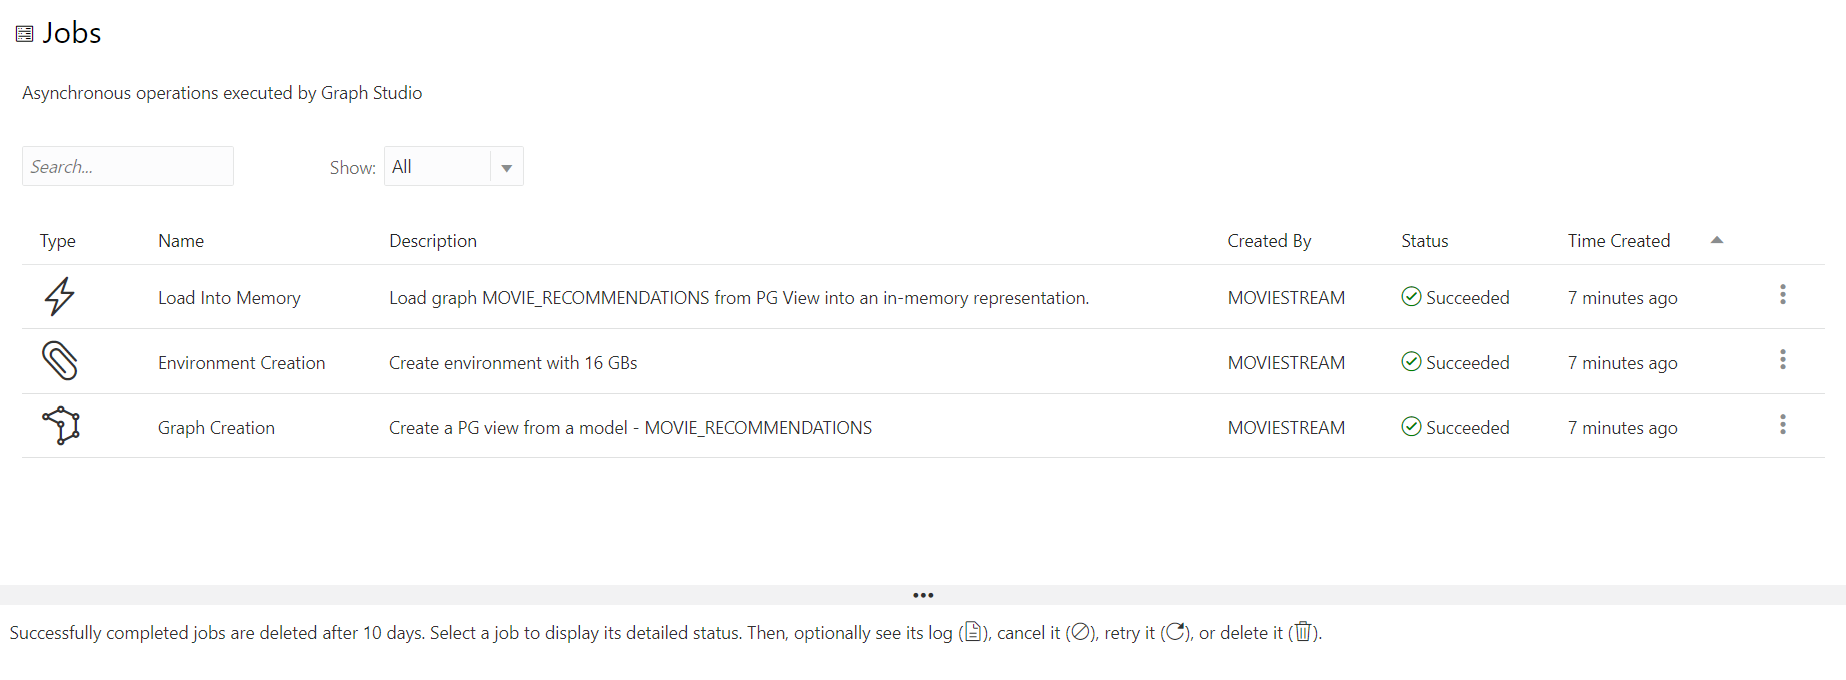 Jobs
Asynchronous operations executed by Graph Studio
Search...
Show: All
Type Name Description Created By Status Time Created
Load Into Memory Load graph MOVIE_RECOMMENDATIONS from PG View into an in-memory representation. MOVIESTREAM Succeeded 7 minutes ago
Environment Creation Create environment with 16 GBs MOVIESTREAM Succeeded 7 minutes ago
Graph Creation Create a PG view from a model - MOVIE_RECOMMENDATIONS MOVIESTREAM Succeeded 7 minutes ago
Successfully completed jobs are deleted after 10 days. Select a job to display its detailed status. Then, optionally see its log (), cancel it (), retry it (), or delete it ().